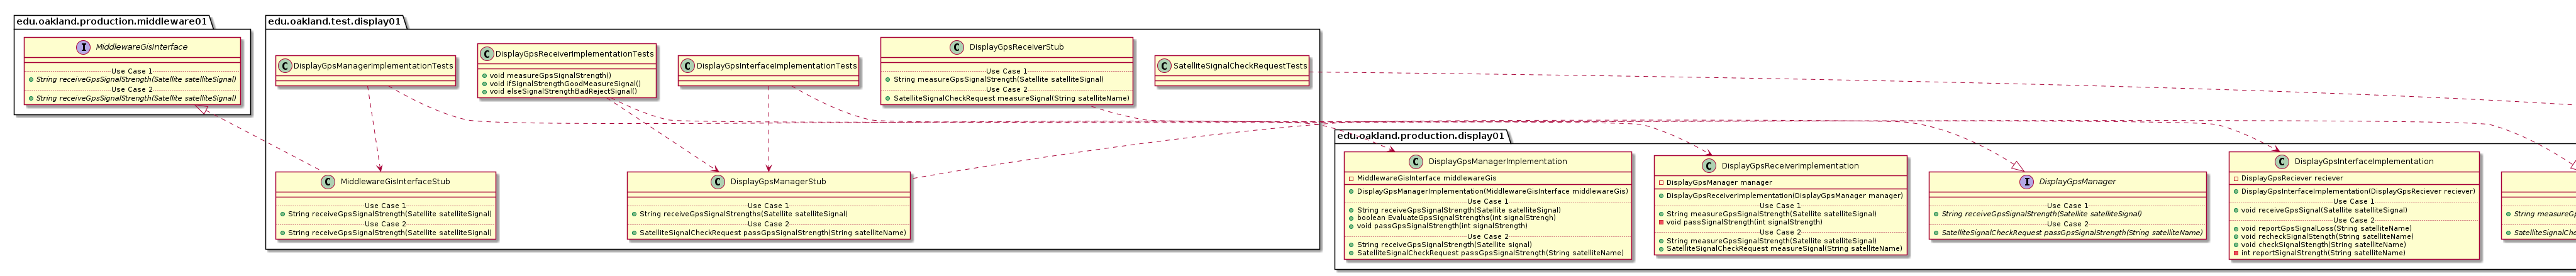 edu.oakland.production.middleware01
I MiddlewareGisInterface
Use Case 1
String receiveGpsSignalStrength(Satellite satelliteSignal)
Use Case 2
String receiveGpsSignalStrength(Satellite satelliteSignal)
edu.oakland.test.display01
C DisplayGpsManagerImplementationTests
C DisplayGpsReceiverImplementationTests
void measureGpsSignalStrength()
void ifSignalStrengthGoodMeasureSignal()
void elseSignalStrengthBadRejectSignal()
C DisplayGpsInterfaceImplementationTests
C DisplayGpsReceiverStub
Use Case 1
String measureGpsSignalStrength(Satellite satelliteSignal)
Use Case 2
SatelliteSignalCheckRequest measureSignal(String satelliteName)
C SatelliteSignalCheckRequestTests
C MiddlewareGisInterfaceStub
Use Case 1
String receiveGpsSignalStrength(Satellite satelliteSignal)
Use Case 2
String receiveGpsSignalStrength(Satellite satelliteSignal)
C DisplayGpsManagerStub
Use Case 1
String receiveGpsSignalStrengths(Satellite satelliteSignal)
Use Case 2
SatelliteSignalCheckRequest passGpsSignalStrength(String satelliteName)
edu.oakland.production.display01
C DisplayGpsManagerImplementation
MiddlewareGisInterface middlewareGis
DisplayGpsManagerImplementation(MiddlewareGisInterface middlewareGis)
Use Case 1
String receiveGpsSignalStrength(Satellite satelliteSignal)
boolean EvaluateGpsSignalStrengths(int signalStrengh)
void passGpsSignalStrength(int signalStrength)
Use Case 2
String receiveGpsSignalStrength(Satellite signal)
SatelliteSignalCheckRequest passGpsSignalStrength(String satelliteName)
C DisplayGpsReceiverImplementation
DisplayGpsManager manager
DisplayGpsReceiverImplementation(DisplayGpsManager manager)
Use Case 1
String measureGpsSignalStrength(Satellite satelliteSignal)
void passSignalStrength(int signalStrength)
Use Case 2
String measureGpsSignalStrength(Satellite satelliteSignal)
SatelliteSignalCheckRequest measureSignal(String satelliteName)
I DisplayGpsManager
Use Case 1
String receiveGpsSignalStrength(Satellite satelliteSignal)
Use Case 2
SatelliteSignalCheckRequest passGpsSignalStrength(String satelliteName)
C DisplayGpsInterfaceImplementation
DisplayGpsReciever reciever
DisplayGpsInterfaceImplementation(DisplayGpsReciever reciever)
Use Case 1
void receiveGpsSignal(Satellite satelliteSignal)
Use Case 2
void reportGpsSignalLoss(String satelliteName)
void recheckSignalStength(String satelliteName)
void checkSignalStength(String satelliteName)
int reportSignalStrength(String satelliteName)
String